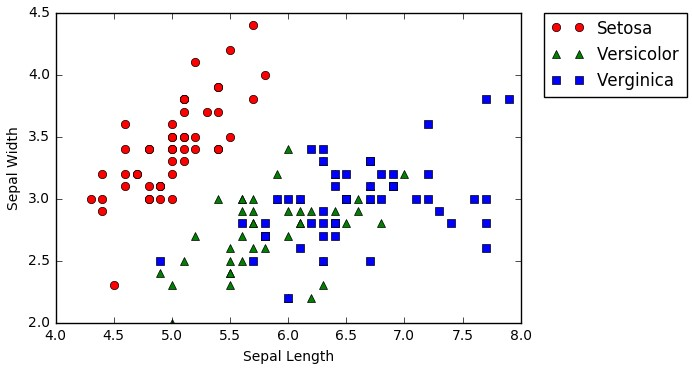 4.5
4.0
3.5
3.0
2.5
2.0
Sepal Width
4.0 4.5 5.0 5.5 6.0 6.5 7.0 7.5 8.0
Sepal Length
Setosa
Versicolor
Verginica